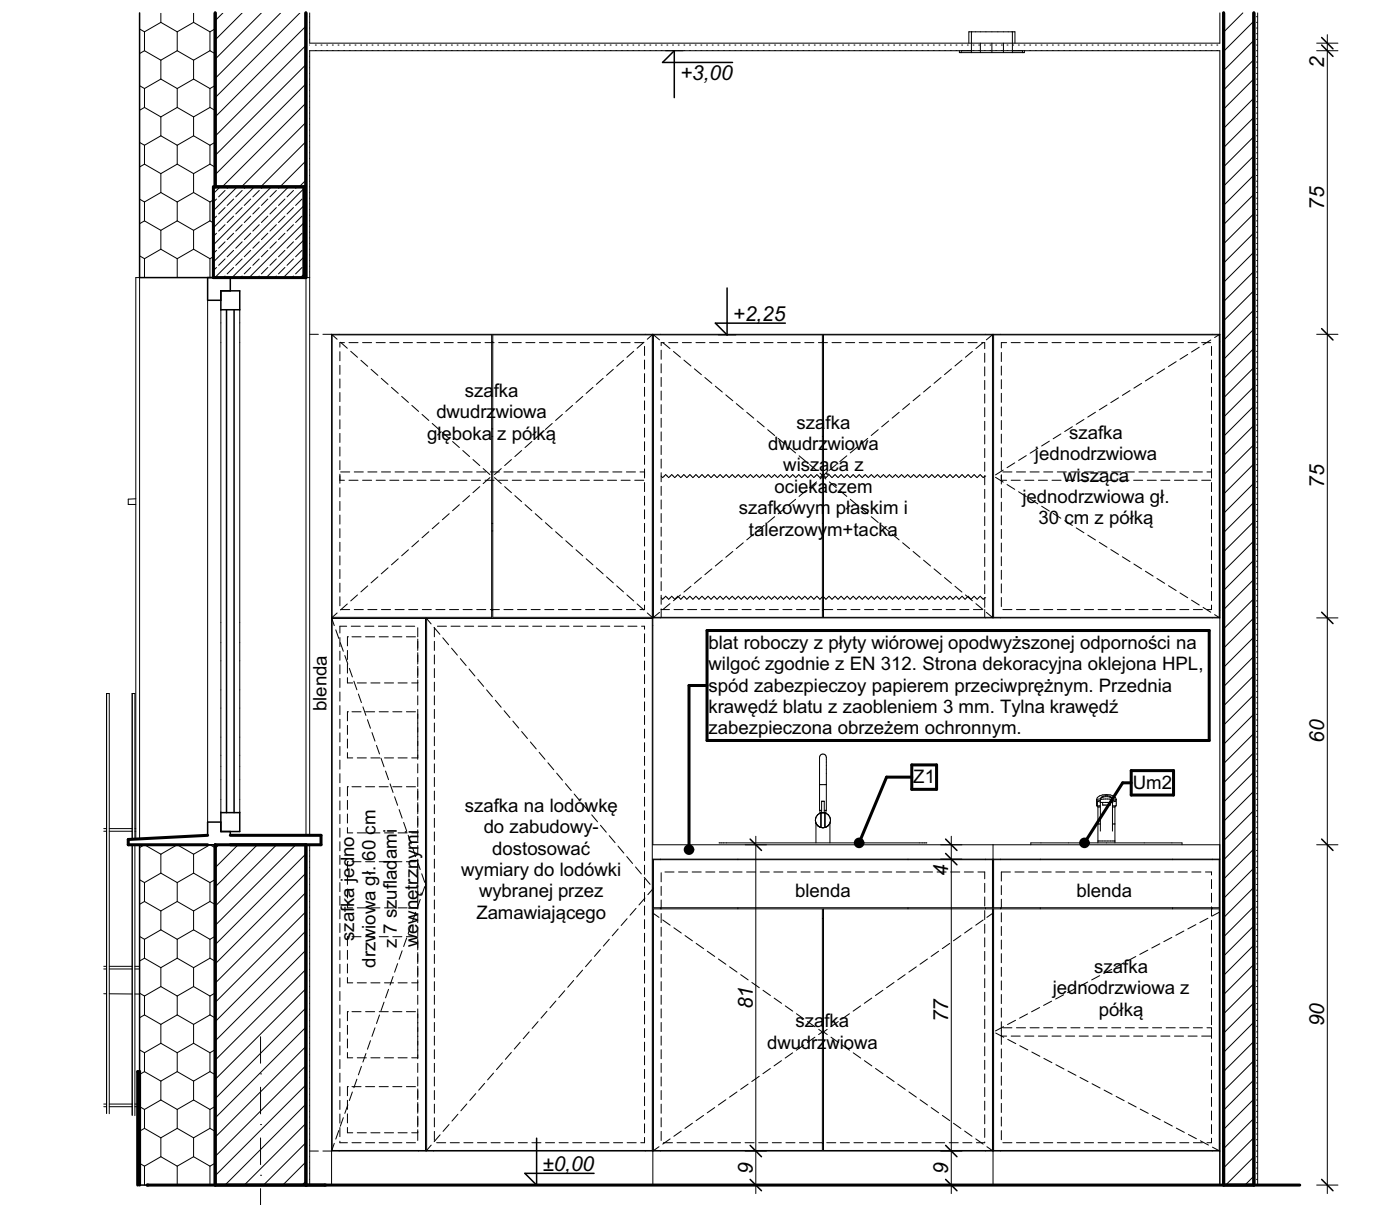 2
+3,00
75
+2,25
szafka
dwudrzwiowa
głęboka z półką
szafka
dwudrzwiowa
wisząca z
ociekaczem
szafkowym płaskim i
talerzowym+tacka
szafka
jednodrzwiowa
wisząca
jednodrzwiowa gł.
30 cm z półką
75
blenda
blat roboczy z płyty wiórowej opodwyższonej odporności na
wilgoć zgodnie z EN 312. Strona dekoracyjna oklejona HPL,
spód zabezpieczoy papierem przeciwprężnym. Przednia
krawędź blatu z zaobleniem 3 mm. Tylna krawędź
zabezpieczona obrzeżem ochronnym.
60
Z1
Um2
szafka jedno
drzwiowa gł. 60 cm
z 7 szufladami
wewnętrznymi
szafka na lodówkę
do zabudowy-
dostosować
wymiary do lodówki
wybranej przez
Zamawiającego
4
blenda
blenda
81
77
szafka
dwudrzwiowa
szafka
jednodrzwiowa z
półką
90
±0,00
9
9